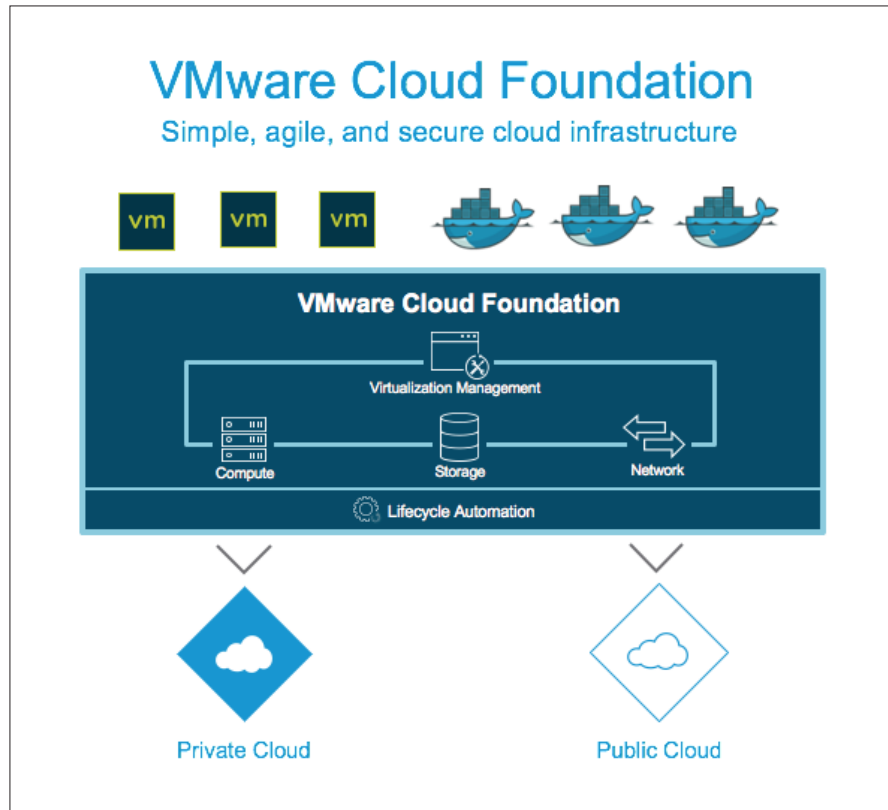 VMware Cloud Foundation
Simple, agile, and secure cloud infrastructure
vm vm vm
VMware Cloud Foundation
Virtualization Management
Compute Storage Network
Lifecycle Automation
Private Cloud Public Cloud